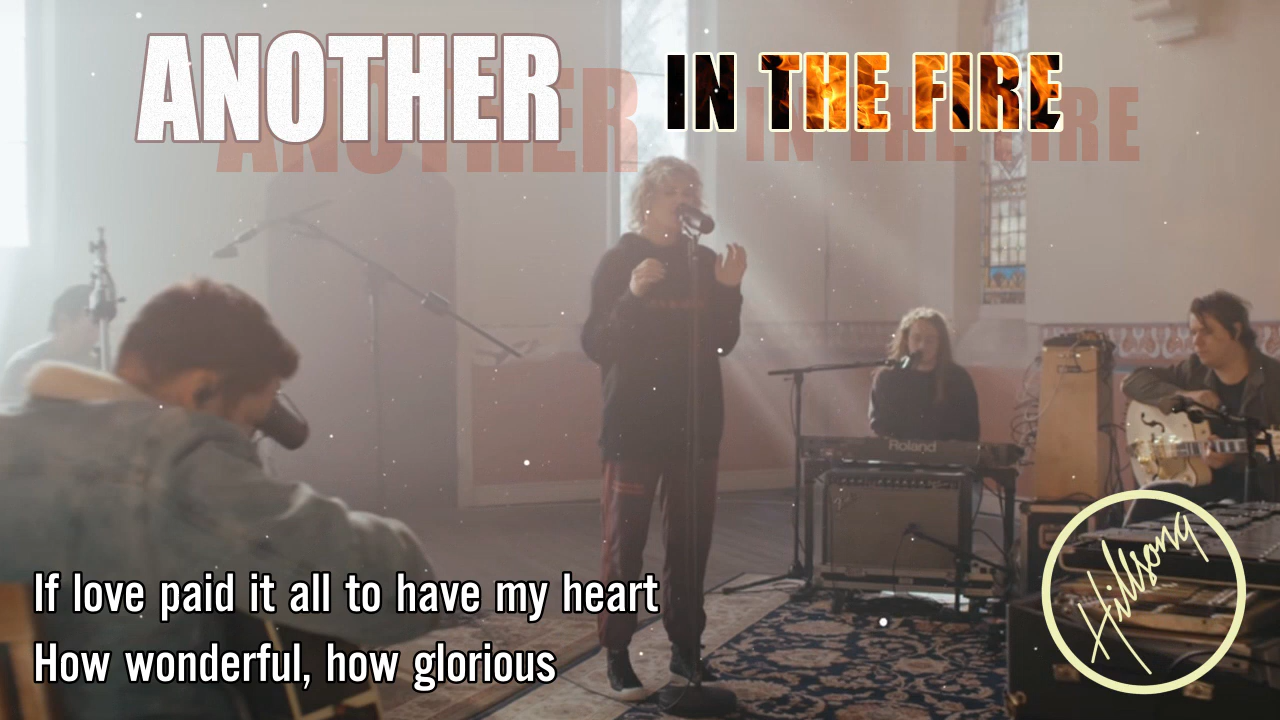 ANOTHER IN THE FIRE
Roland
Hillsong
If love paid it all to have my heart
How wonderful, how glorious